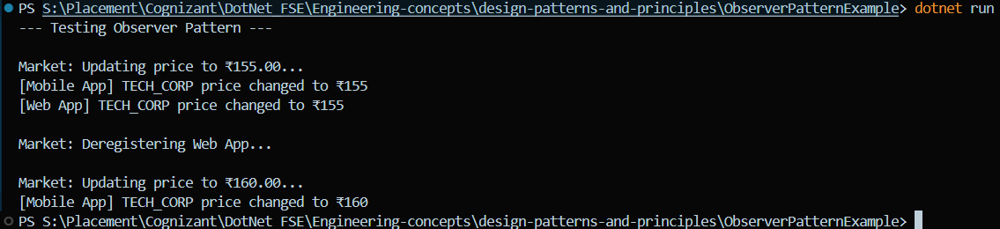 PS S:\Placement\Cognizant\DotNet FSE\Engineering-concepts\design-patterns-and-principles\ObserverPatternExample> dotnet run
--- Testing Observer Pattern ---
Market: Updating price to ₹155.00...
[Mobile App] TECH_CORP price changed to ₹155
[Web App] TECH_CORP price changed to ₹155
Market: Deregistering Web App...
Market: Updating price to ₹160.00...
[Mobile App] TECH_CORP price changed to ₹160
PS S:\Placement\Cognizant\DotNet FSE\Engineering-concepts\design-patterns-and-principles\ObserverPatternExample>